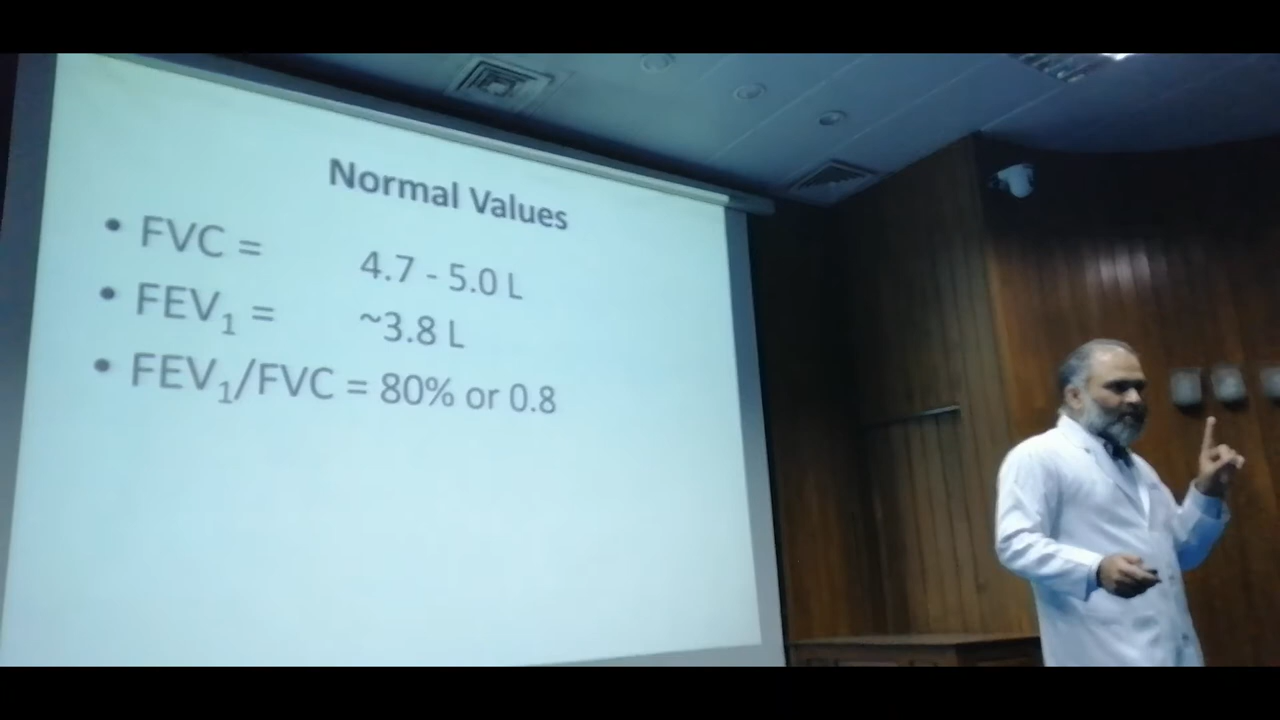 Normal Values
• FVC = 4.7 - 5.0 L
• FEV₁ = ~3.8 L
• FEV₁/FVC = 80% or 0.8